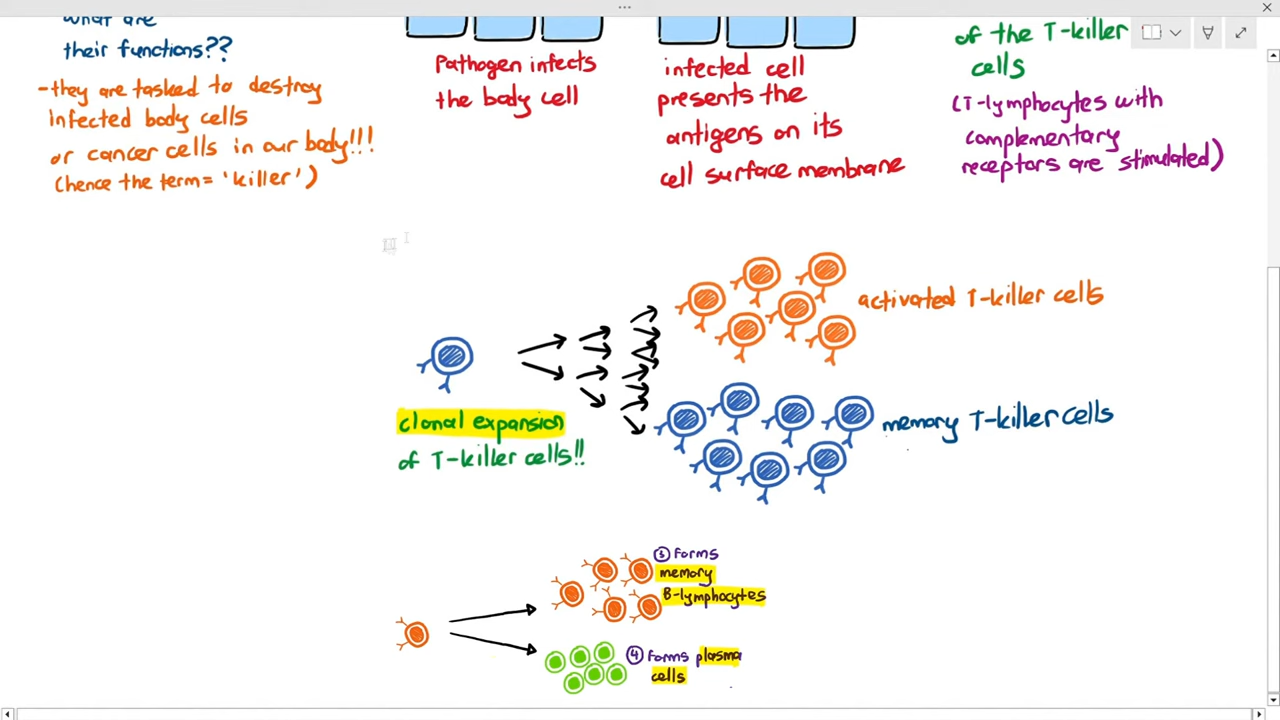 what are
their functions??
-they are tasked to destroy
infected body cells
or cancer cells in our body!!!
(hence the term= 'killer')
Pathogen infects
the body cell
infected cell
presents the
antigens on its
cell surface membrane
of the T-killer
cells
(T-lymphocytes with
complementary
receptors are stimulated)
activated T-killer cells
clonal expansion
of T-killer cells!!
memory T-killer cells
③ Forms
memory
B-lymphocytes
④ Forms plasma
cells